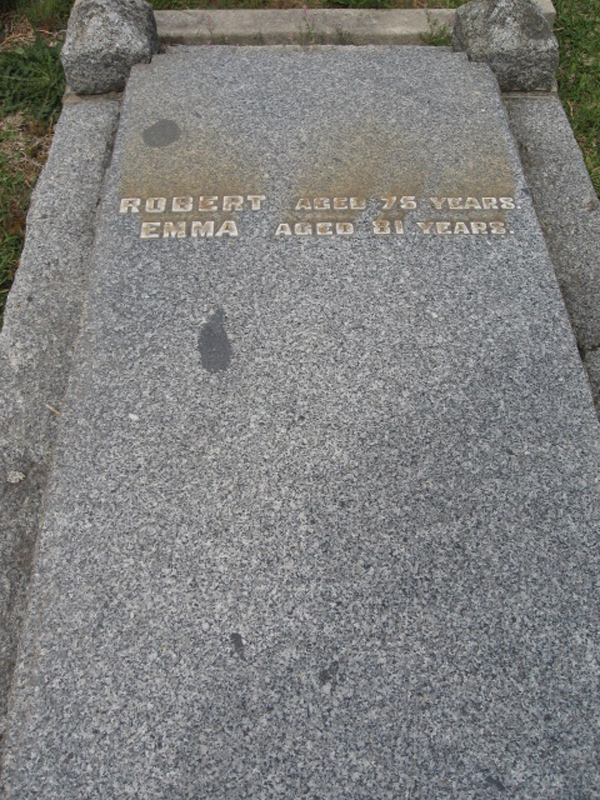 ROBERT AGED 75 YEARS.
EMMA AGED 81 YEARS.